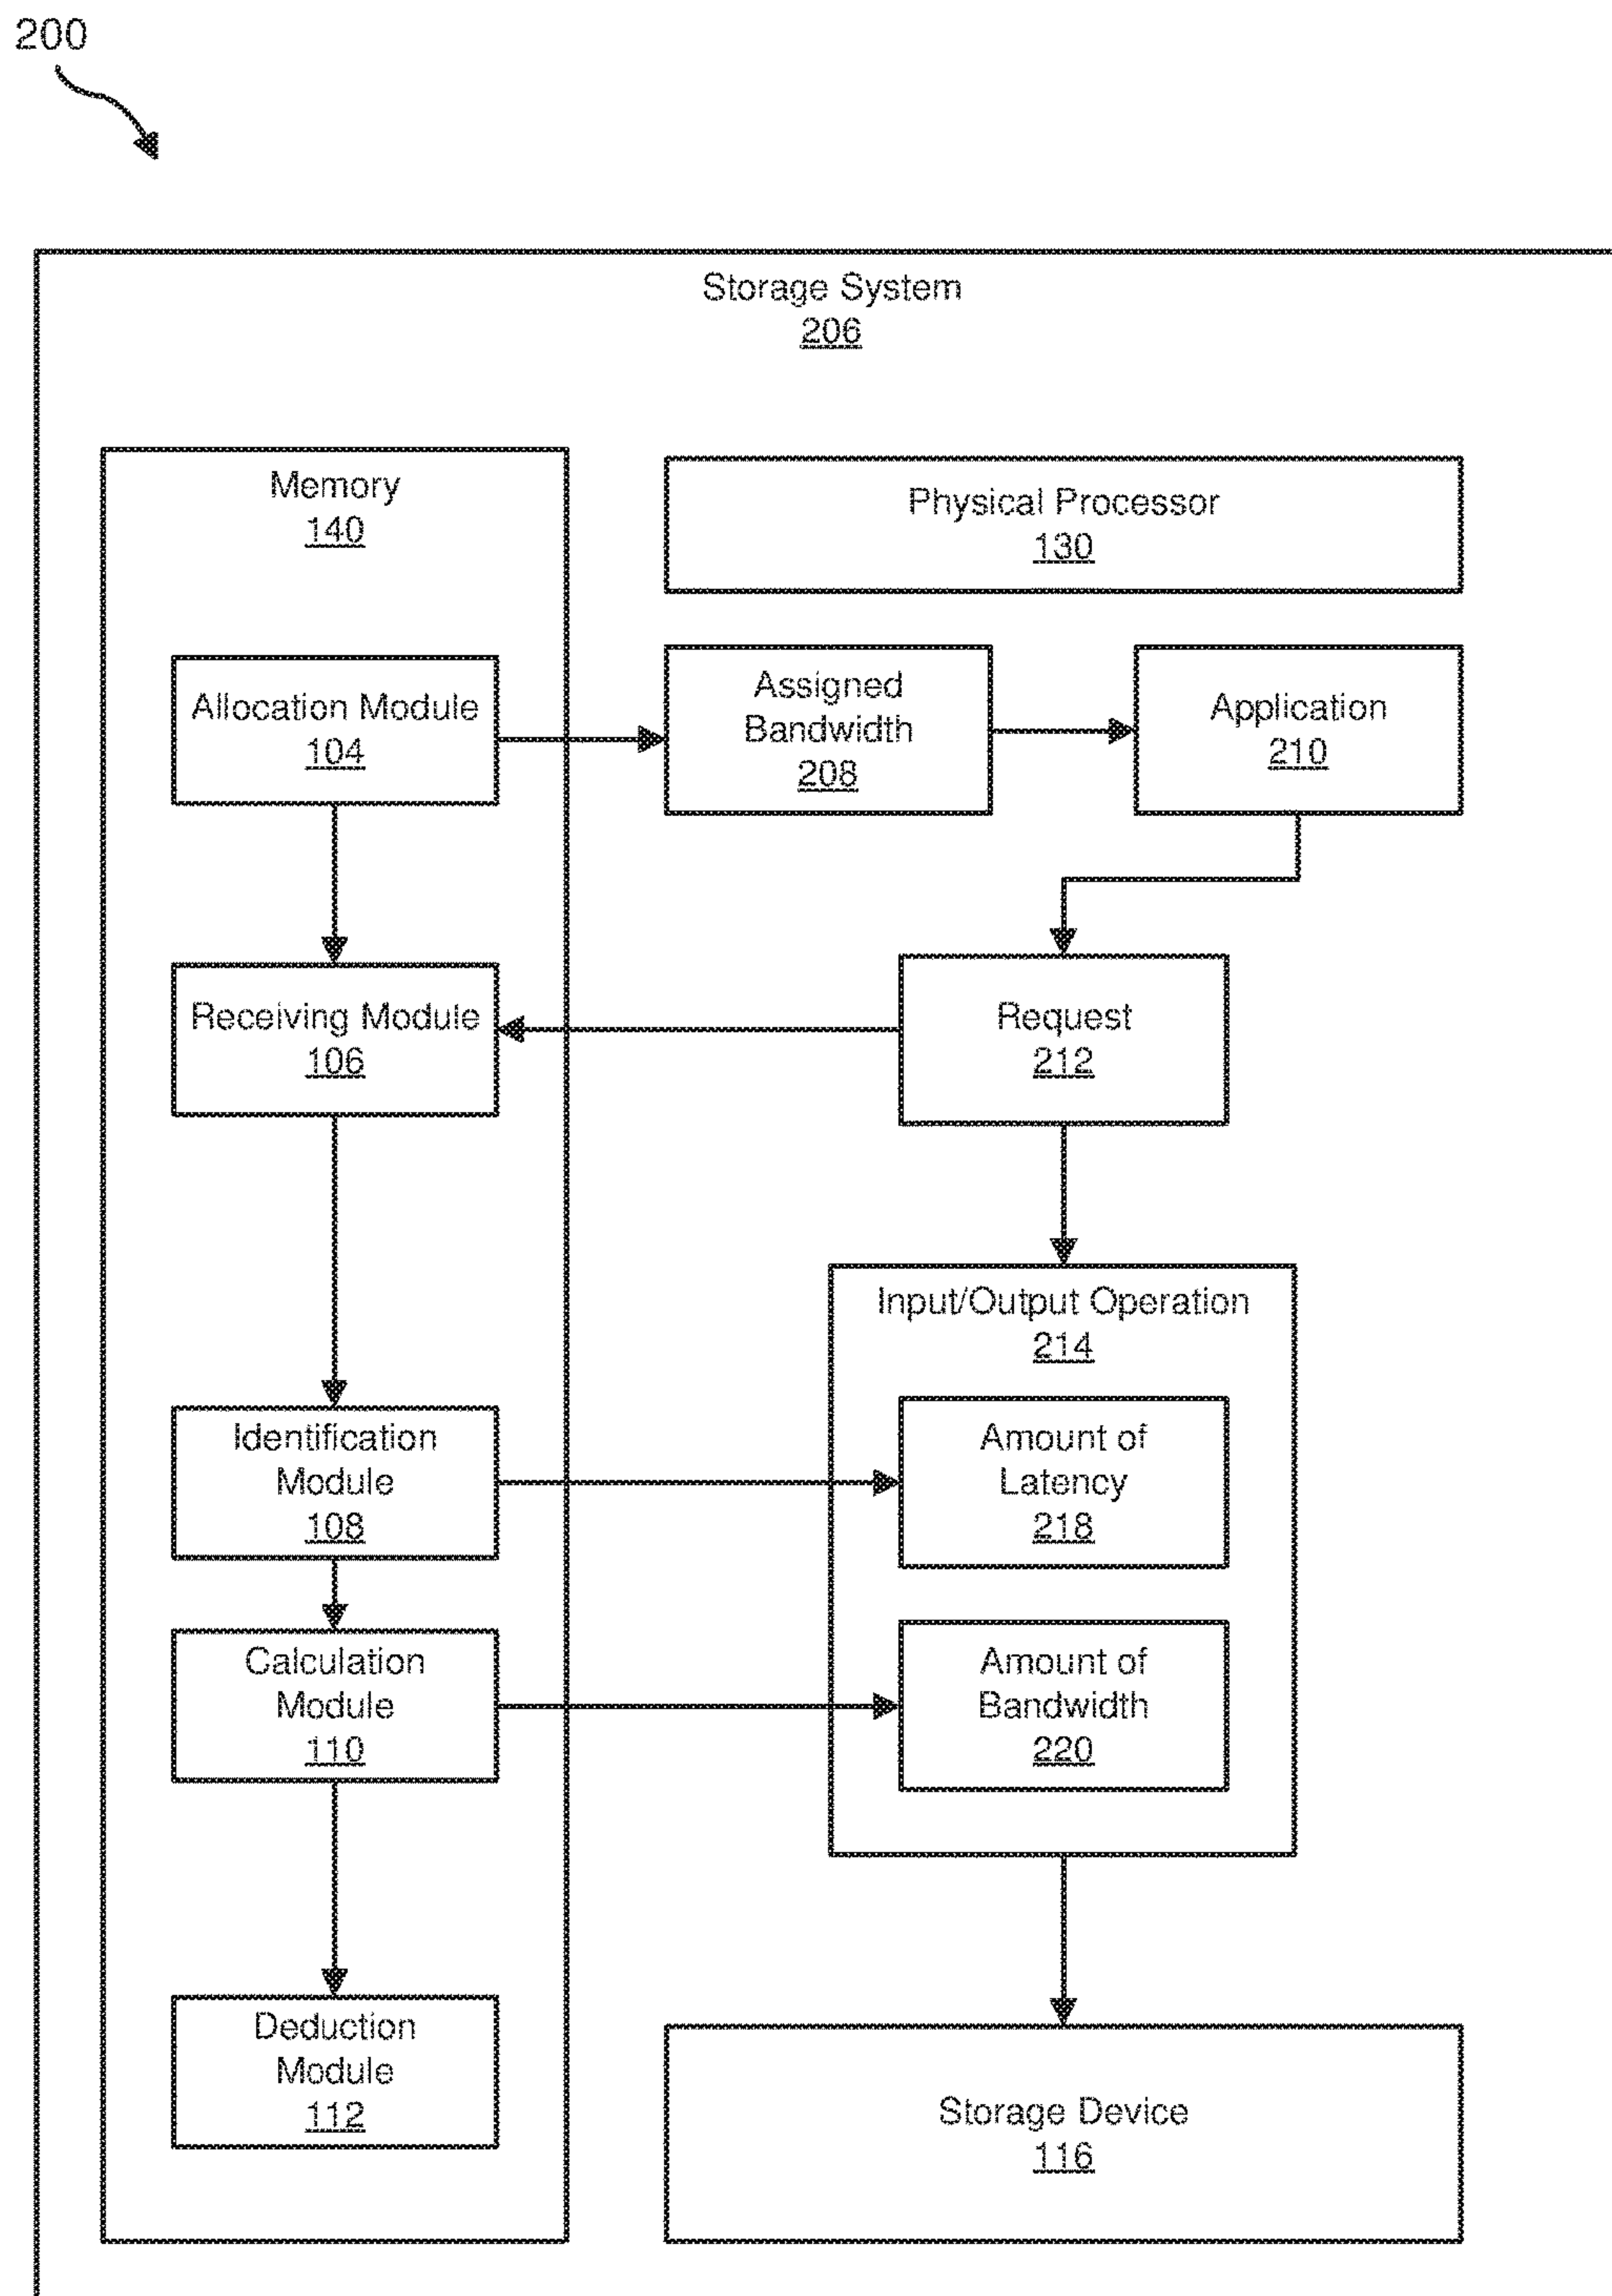 200
Storage System
206
Memory
140
Physical Processor
130
Allocation Module
104
Assigned
Bandwidth
208
Application
210
Receiving Module
106
Request
212
Input/Output Operation
214
Identification
Module
108
Amount of
Latency
218
Calculation
Module
110
Amount of
Bandwidth
220
Deduction
Module
112
Storage Device
116